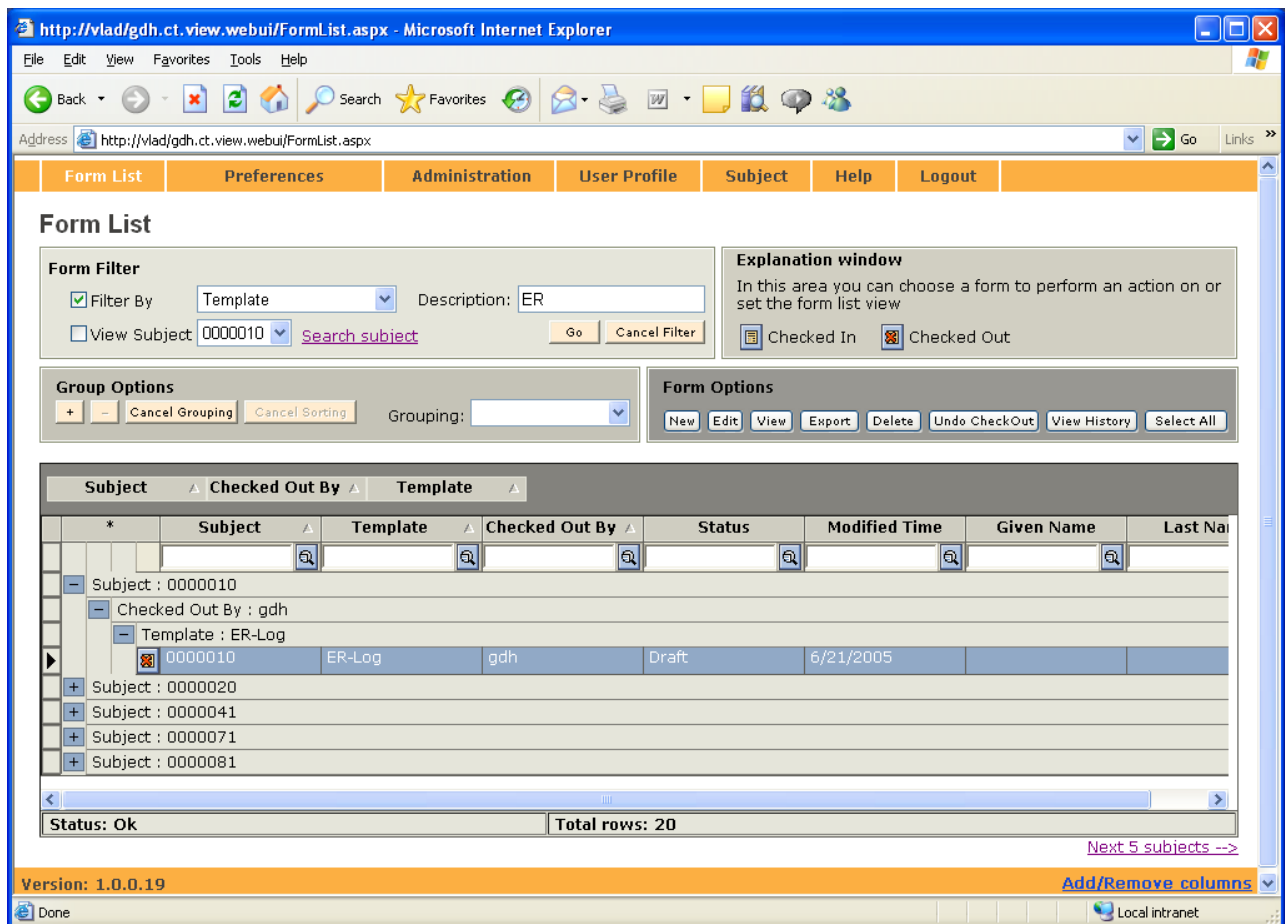 http://vlad/gdh.ct.view.webui/FormList.aspx - Microsoft Internet Explorer
File Edit View Favorites Tools Help
Back Search Favorites
Address http://vlad/gdh.ct.view.webui/FormList.aspx Go Links »
Form List Preferences Administration User Profile Subject Help Logout
Form List
Form Filter
Filter By Template Description: ER
View Subject 0000010 Search subject Go Cancel Filter
Explanation window
In this area you can choose a form to perform an action on or
set the form list view
Checked In Checked Out
Group Options
+ - Cancel Grouping Cancel Sorting Grouping:
Form Options
New Edit View Export Delete Undo CheckOut View History Select All
Subject Checked Out By Template
* Subject Template Checked Out By Status Modified Time Given Name Last Nar
- Subject : 0000010
- Checked Out By : gdh
- Template : ER-Log
0000010 ER-Log gdh Draft 6/21/2005
+ Subject : 0000020
+ Subject : 0000041
+ Subject : 0000071
+ Subject : 0000081
Status: Ok Total rows: 20
Next 5 subjects -->
Version: 1.0.0.19 Add/Remove columns
Done Local intranet